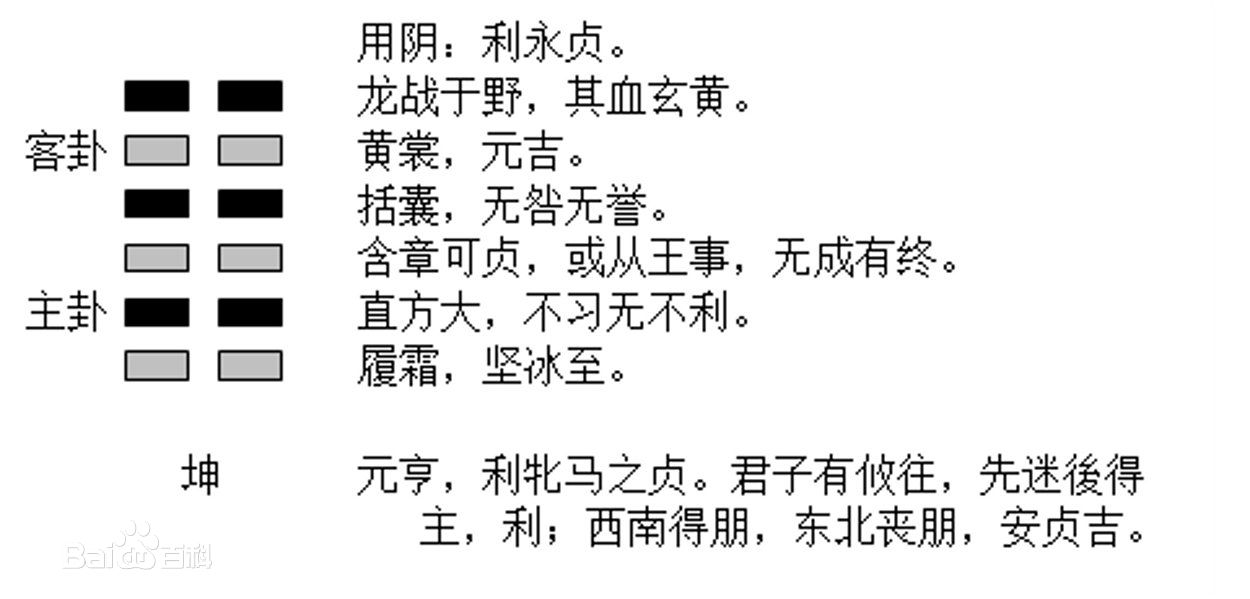 用阴：利永贞。
龙战于野，其血玄黄。
客卦 黄裳，元吉。
括囊，无咎无誉。
含章可贞，或从王事，无成有终。
主卦 直方大，不习无不利。
履霜，坚冰至。
坤 元亨，利牝马之贞。君子有攸往，先迷後得
主，利；西南得朋，东北丧朋，安贞吉。
Bai du 百科